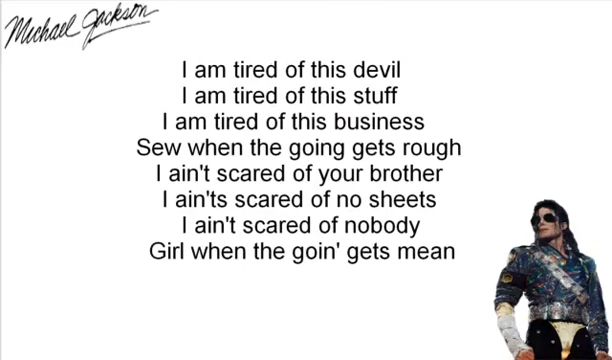 Michael Jackson
I am tired of this devil
I am tired of this stuff
I am tired of this business
Sew when the going gets rough
I ain't scared of your brother
I ain'ts scared of no sheets
I ain't scared of nobody
Girl when the goin' gets mean